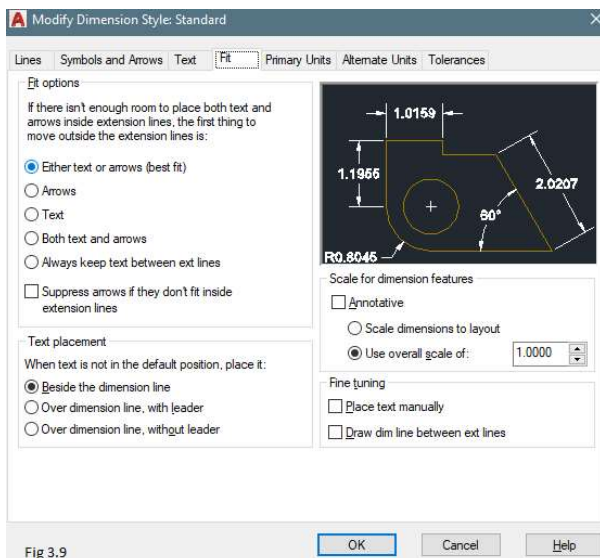 Modify Dimension Style: Standard
Lines Symbols and Arrows Text Fit Primary Units Alternate Units Tolerances
Fit options
If there isn't enough room to place both text and
arrows inside extension lines, the first thing to
move outside the extension lines is:
Either text or arrows (best fit)
Arrows
Text
Both text and arrows
Always keep text between ext lines
Suppress arrows if they don't fit inside
extension lines
Text placement
When text is not in the default position, place it:
Beside the dimension line
Over dimension line, with leader
Over dimension line, without leader
1.0159
1.1955
2.0207
60°
R0.8045
Scale for dimension features
Annotative
Scale dimensions to layout
Use overall scale of: 1.0000
Fine tuning
Place text manually
Draw dim line between ext lines
OK Cancel Help
Fig 3.9